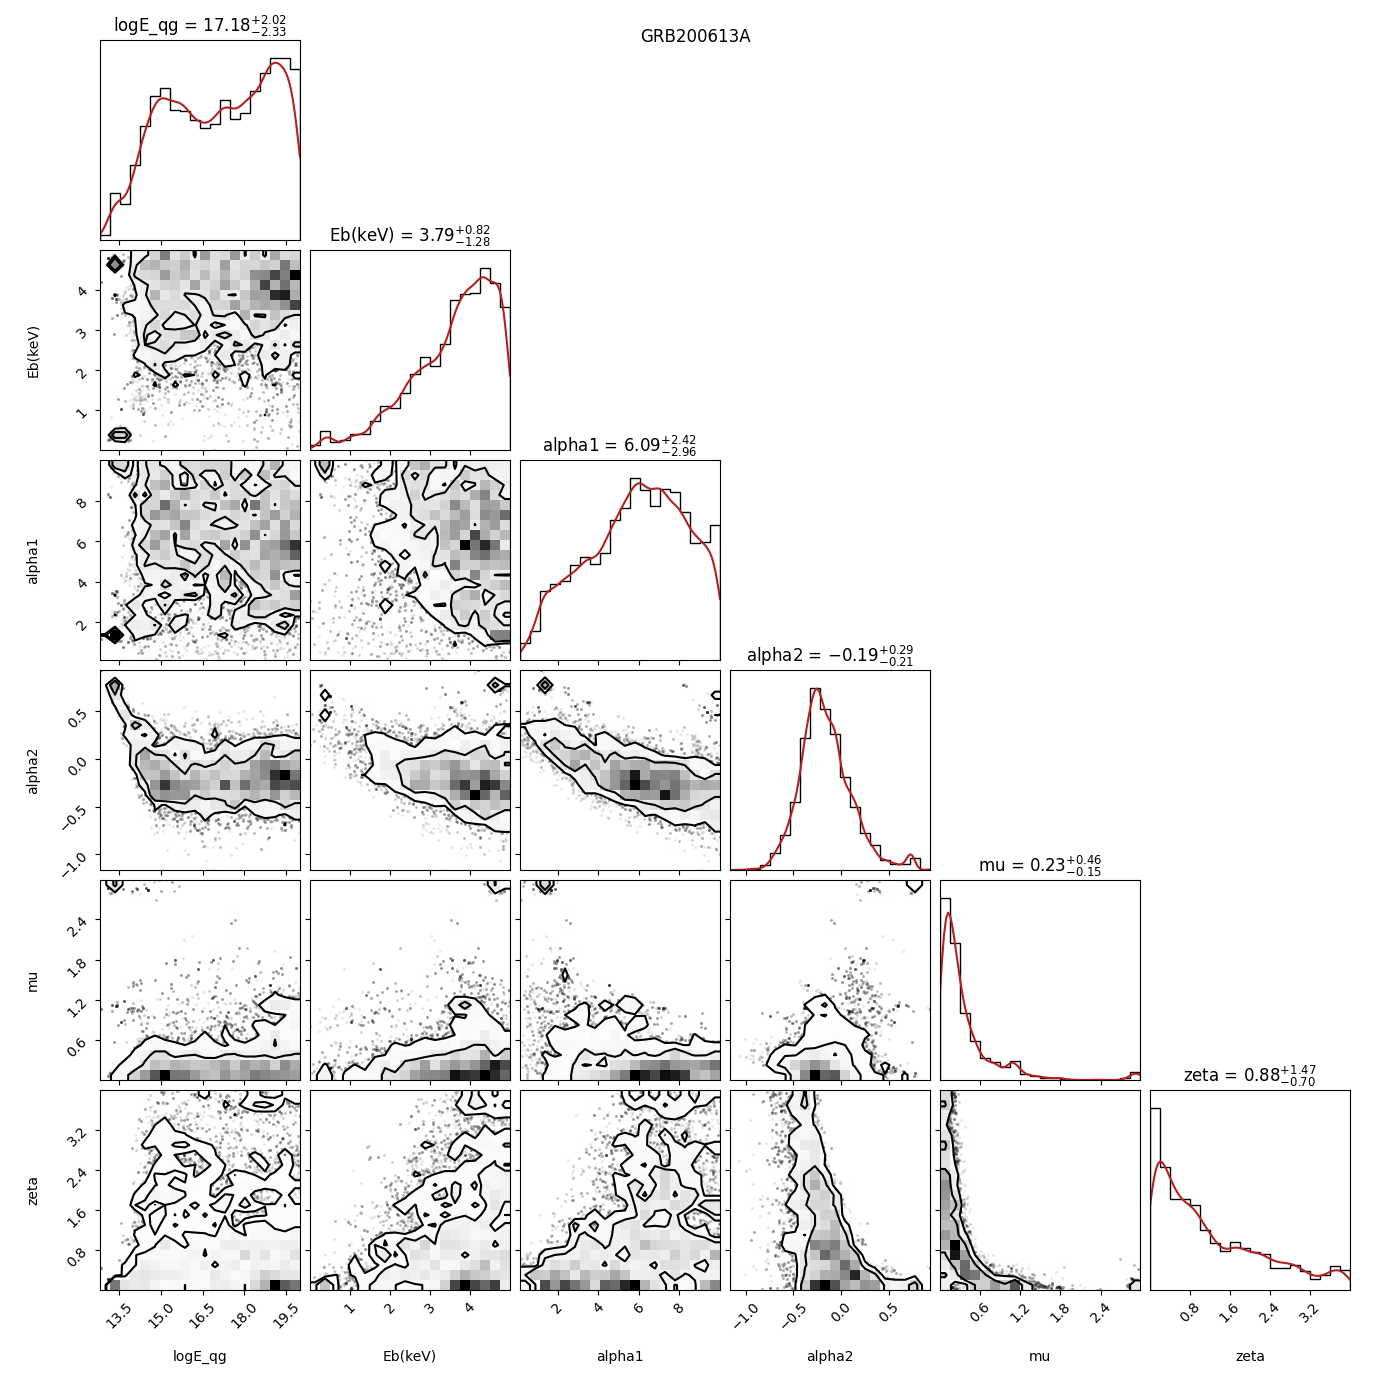 logE_qg = 17.18+2.02 −2.33
GRB200613A
Eb(keV) = 3.79+0.82 −1.28
4
3
2
1
Eb(keV)
alpha1 = 6.09+2.42 −2.96
8
6
4
2
alpha1
alpha2 = −0.19+0.29 −0.21
0.5
0.0
−0.5
−1.0
alpha2
mu = 0.23+0.46 −0.15
2.4
1.8
1.2
0.6
mu
zeta = 0.88+1.47 −0.70
3.2
2.4
1.6
0.8
zeta
13.5 15.0 16.5 18.0 19.5 1 2 3 4 2 4 6 8 −1.0 −0.5 0.0 0.5 0.6 1.2 1.8 2.4 0.8 1.6 2.4 3.2
logE_qg Eb(keV) alpha1 alpha2 mu zeta